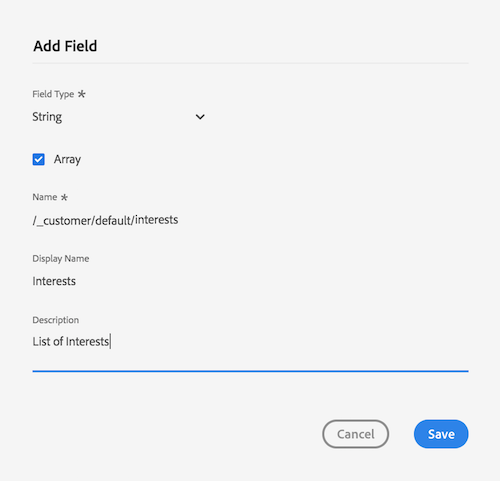 Add Field
Field Type *
String
Array
Name *
/_customer/default/interests
Display Name
Interests
Description
List of Interests
Cancel
Save